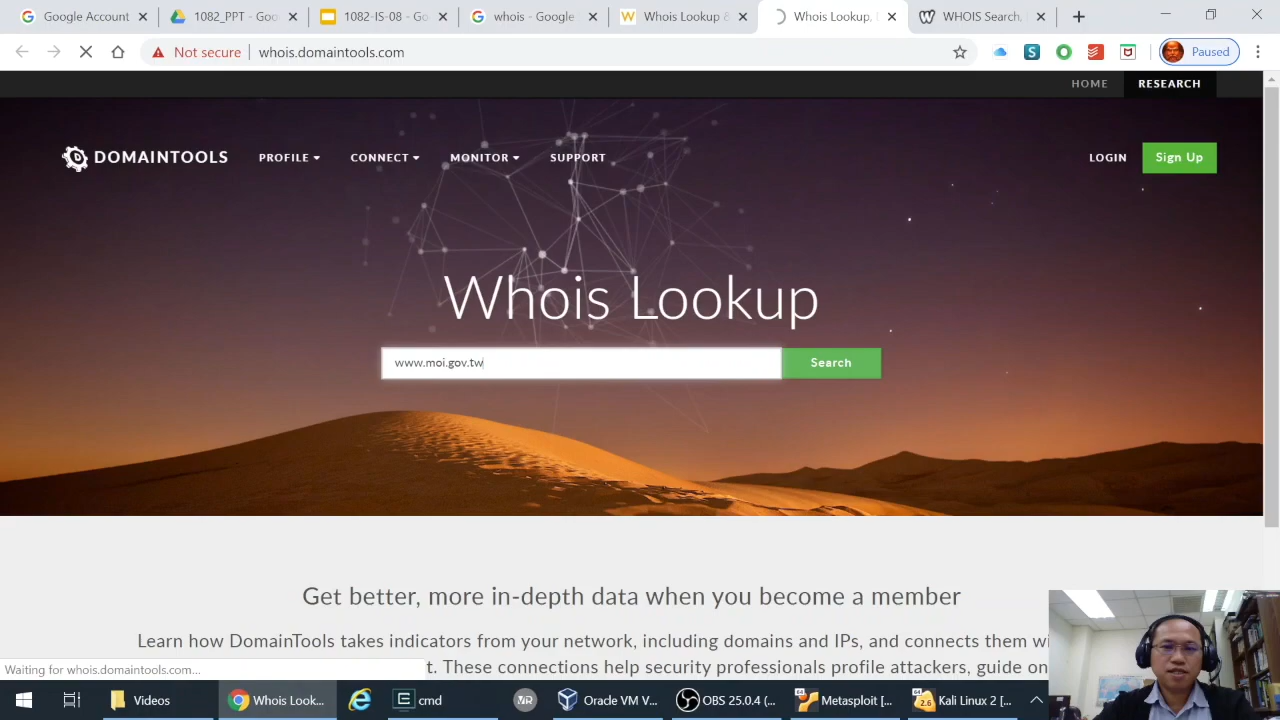 Google Account
1082_PPT - Goo
1082-IS-08 - Go
whois - Google
Whois Lookup &
Whois Lookup,
WHOIS Search,
Not secure
whois.domaintools.com
Paused
HOME
RESEARCH
DOMAINTOOLS
PROFILE
CONNECT
MONITOR
SUPPORT
LOGIN
Sign Up
Whois Lookup
www.moi.gov.tw
Search
Get better, more in-depth data when you become a member
Learn how DomainTools takes indicators from your network, including domains and IPs, and connects them wi
t. These connections help security professionals profile attackers, guide on
Waiting for whois.domaintools.com...
Videos
Whois Look...
cmd
Oracle VM V...
OBS 25.0.4 (...
Metasploit [...
Kali Linux 2 [...